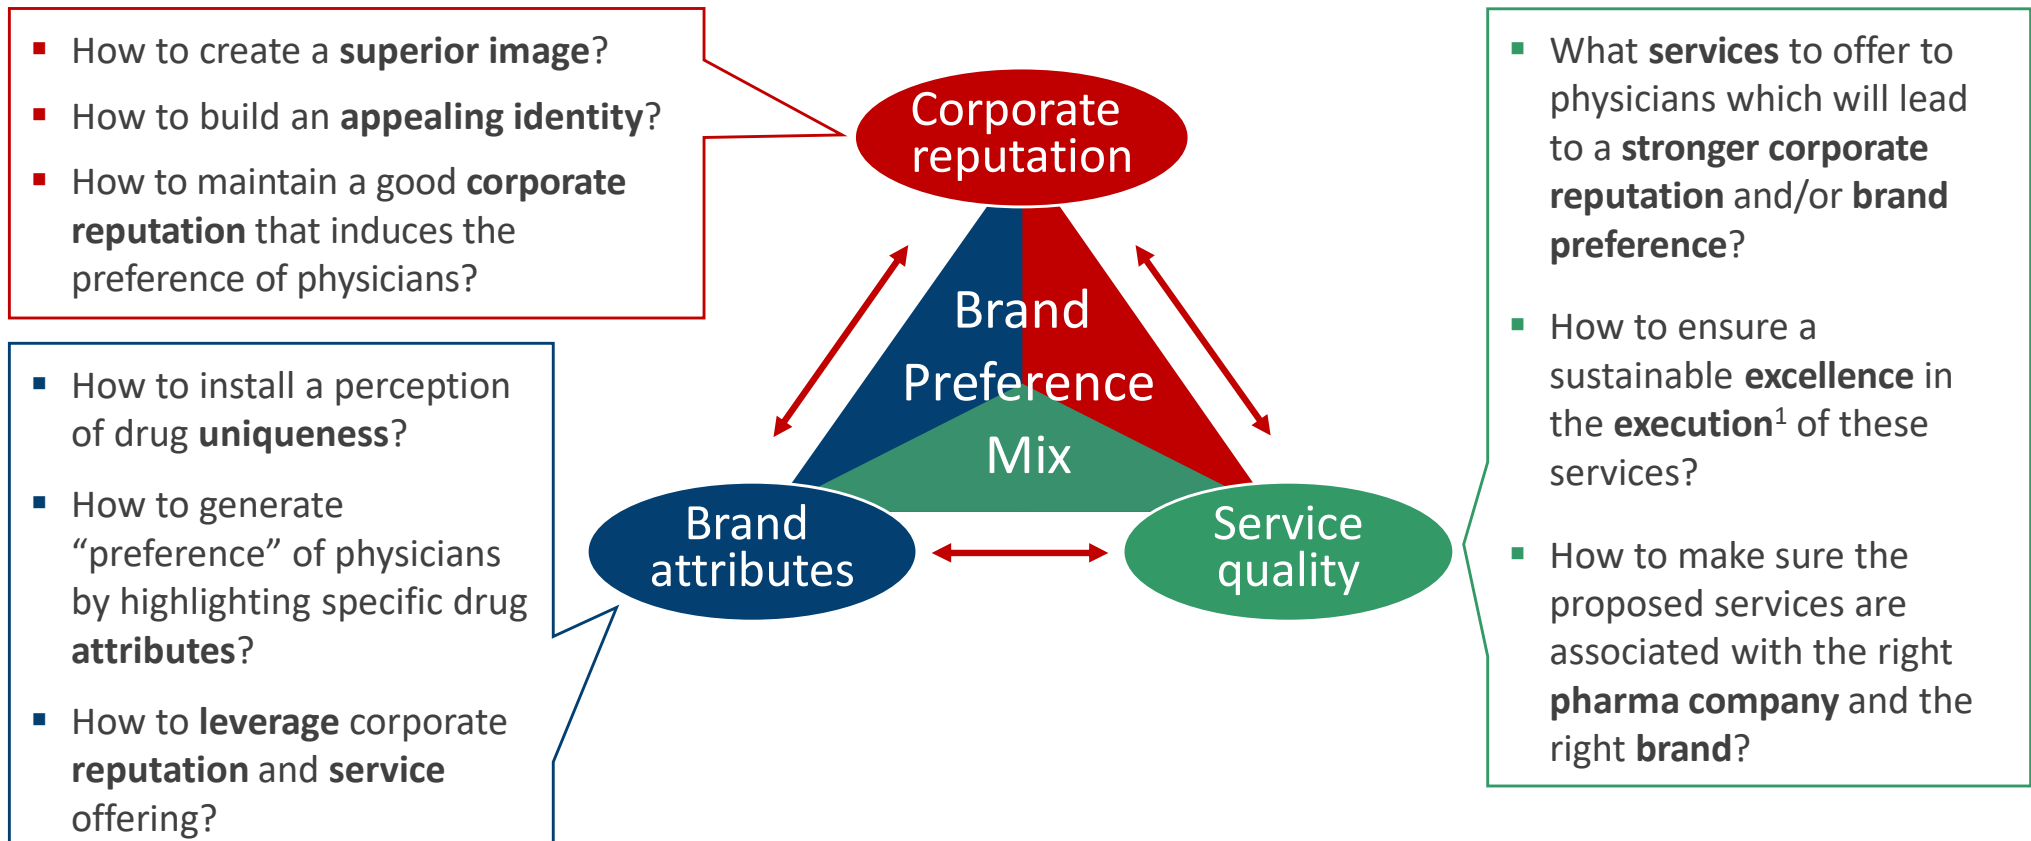 How to create a superior image?
How to build an appealing identity?
How to maintain a good corporate
reputation that induces the
preference of physicians?
How to install a perception
of drug uniqueness?
How to generate
“preference” of physicians
by highlighting specific drug
attributes?
How to leverage corporate
reputation and service
offering?
Corporate
reputation
Brand
Preference
Mix
Brand
attributes
Service
quality
What services to offer to
physicians which will lead
to a stronger corporate
reputation and/or brand
preference?
How to ensure a
sustainable excellence in
the execution¹ of these
services?
How to make sure the
proposed services are
associated with the right
pharma company and the
right brand?